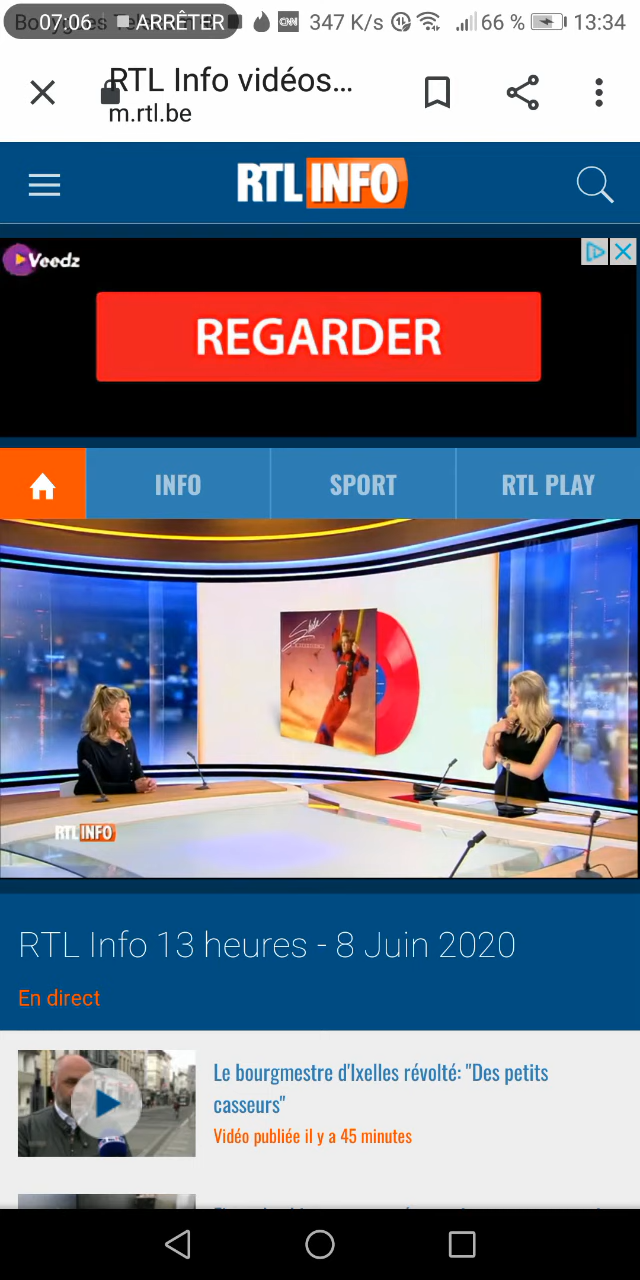 07:06 ARRÊTER 347 K/s 66 % 13:34
RTL Info vidéos...
m.rtl.be
RTL INFO
Veedz
REGARDER
INFO SPORT RTL PLAY
RTL INFO
RTL Info 13 heures - 8 Juin 2020
En direct
Le bourgmestre d'Ixelles révolté: "Des petits
casseurs"
Vidéo publiée il y a 45 minutes